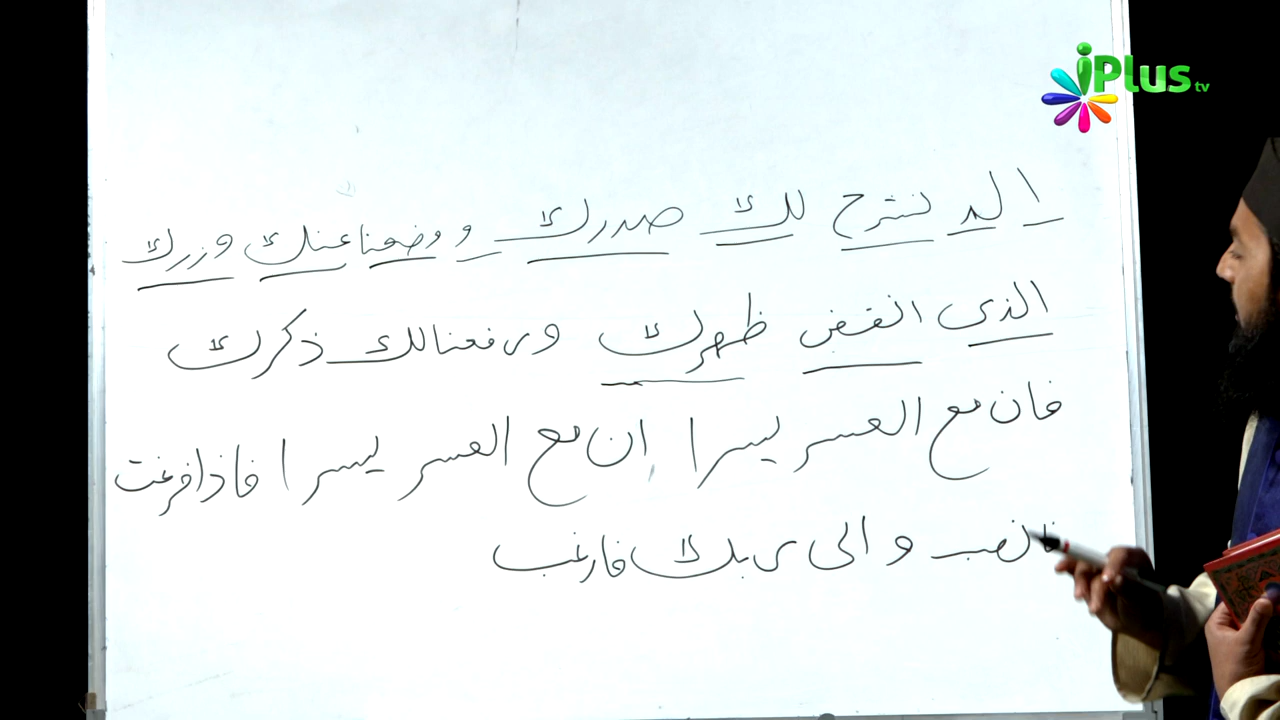 iPlus tv
الم نشرح لك صدرك و وضعنا عنك وزرك
الذى انقض ظهرك ورفعنا لك ذكرك
فان مع العسر يسرا ان مع العسر يسرا فاذا فرغت
فانصب والى ربك فارغب